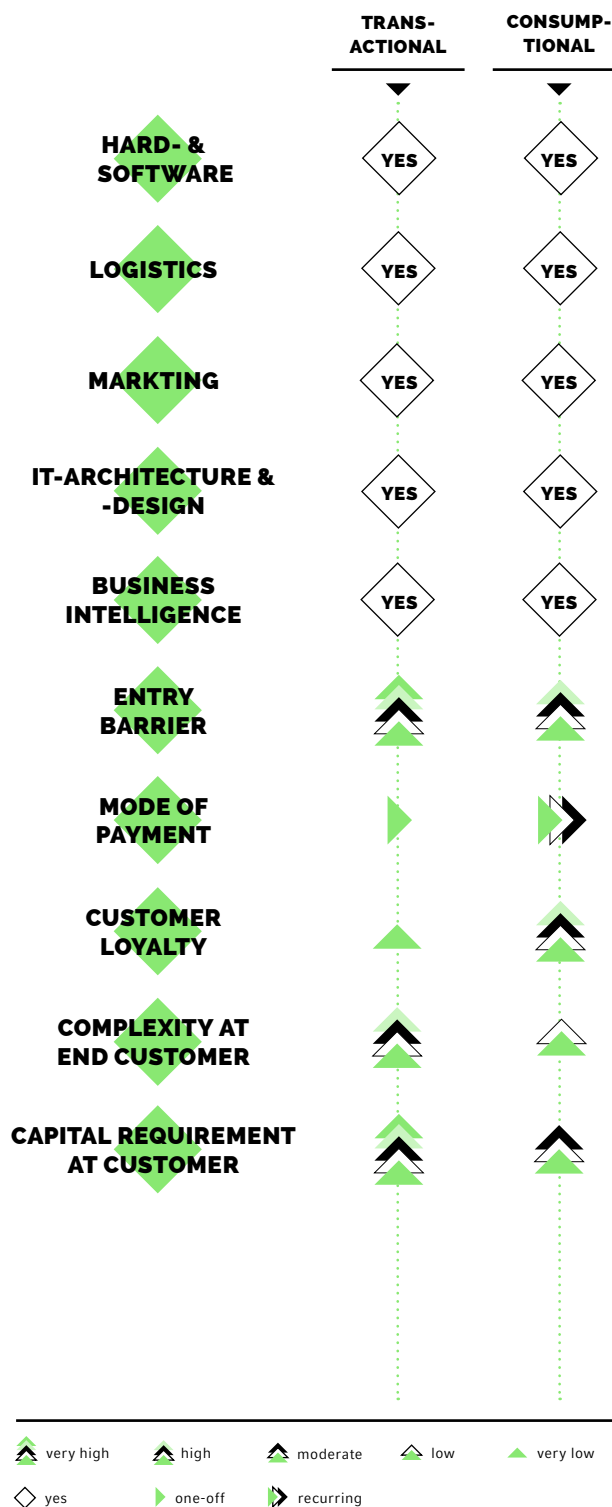 TRANS-
ACTIONAL
CONSUMP-
TIONAL
HARD- &
SOFTWARE
YES
YES
LOGISTICS
YES
YES
MARKTING
YES
YES
IT-ARCHITECTURE &
-DESIGN
YES
YES
BUSINESS
INTELLIGENCE
YES
YES
ENTRY
BARRIER
MODE OF
PAYMENT
CUSTOMER
LOYALTY
COMPLEXITY AT
END CUSTOMER
CAPITAL REQUIREMENT
AT CUSTOMER
very high
high
moderate
low
very low
yes
one-off
recurring